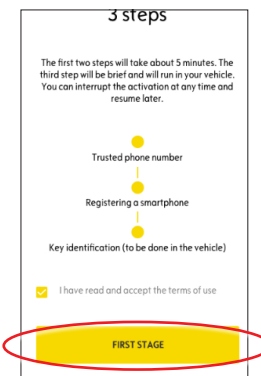 3 steps
The first two steps will take about 5 minutes. The
third step will be brief and will run in your vehicle.
You can interrupt the activation at any time and
resume later.
Trusted phone number
Registering a smartphone
Key identification (to be done in the vehicle)
I have read and accept the terms of use
FIRST STAGE